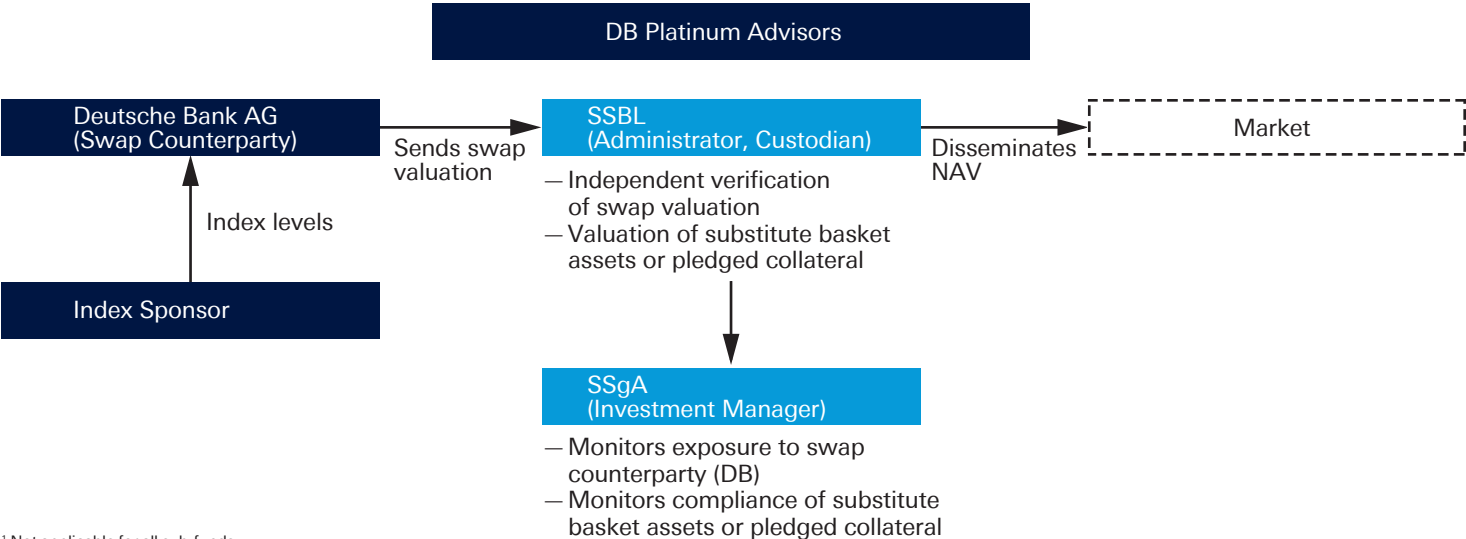 DB Platinum Advisors
Deutsche Bank AG
(Swap Counterparty)
Sends swap
valuation
SSBL
(Administrator, Custodian)
Disseminates
NAV
Market
— Independent verification
of swap valuation
— Valuation of substitute basket
assets or pledged collateral
Index levels
Index Sponsor
SSgA
(Investment Manager)
— Monitors exposure to swap
counterparty (DB)
— Monitors compliance of substitute
basket assets or pledged collateral